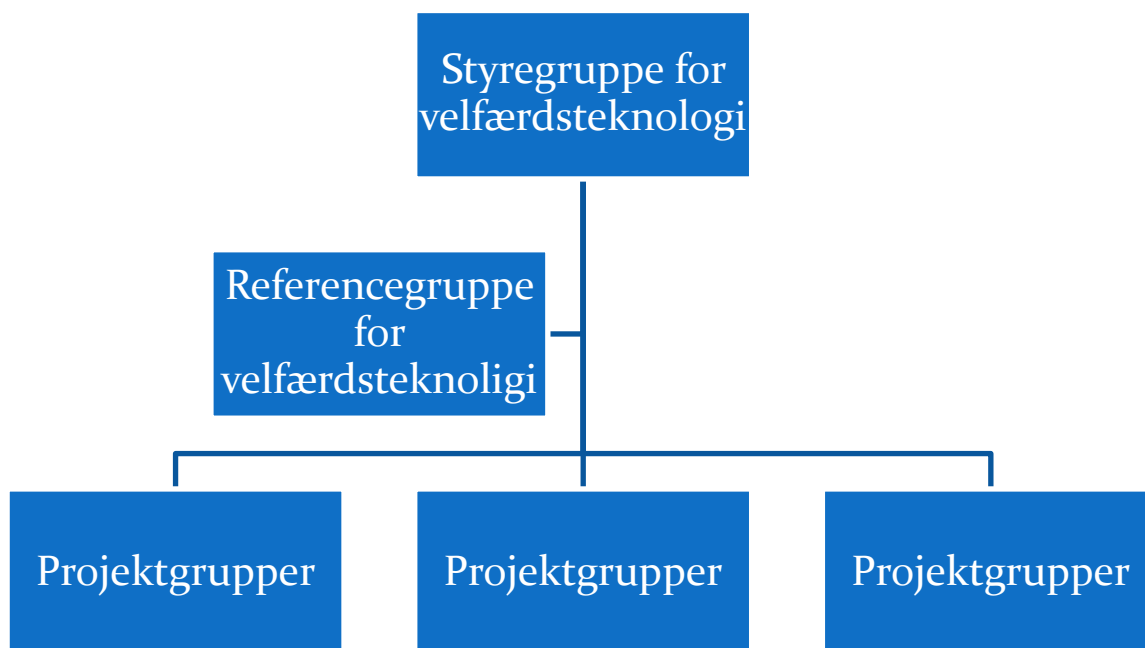 Styregruppe for
velfærdsteknologi
Referencegruppe
for
velfærdsteknoligi
Projektgrupper
Projektgrupper
Projektgrupper